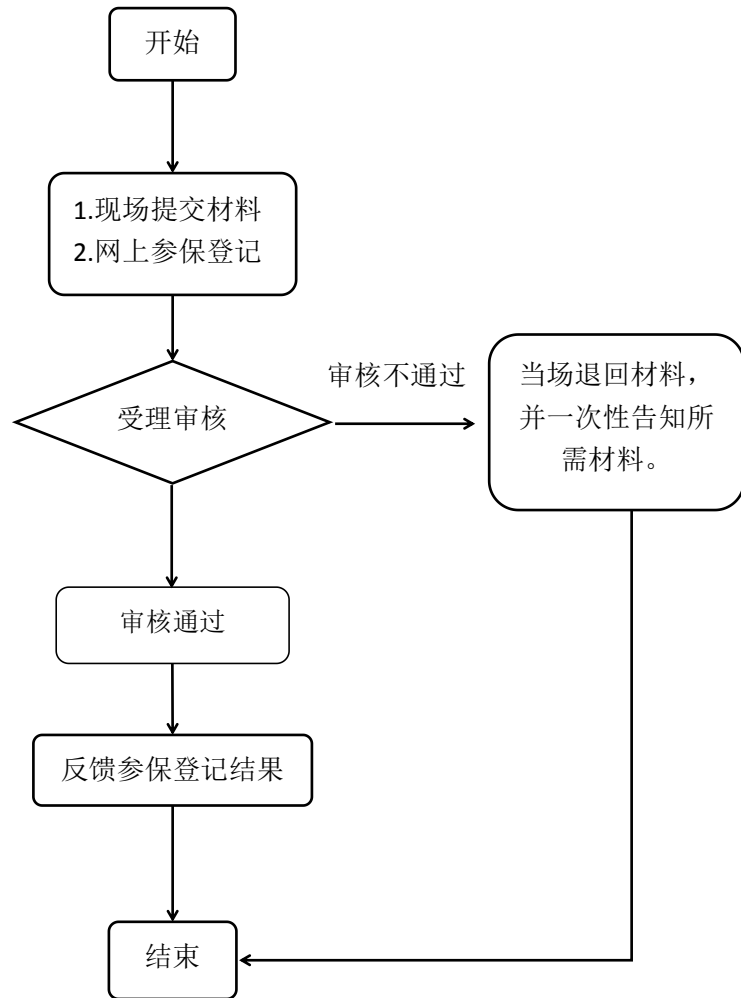 开始
1.现场提交材料
2.网上参保登记
受理审核
审核不通过
当场退回材料，
并一次性告知所
需材料。
审核通过
反馈参保登记结果
结束